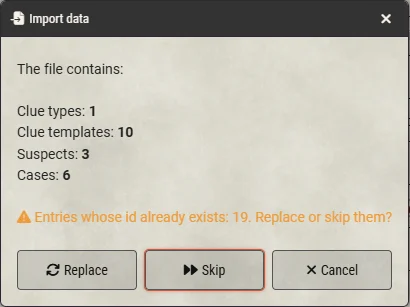 Import data
The file contains:
Clue types: 1
Clue templates: 10
Suspects: 3
Cases: 6
Entries whose id already exists: 19. Replace or skip them?
Replace
Skip
Cancel